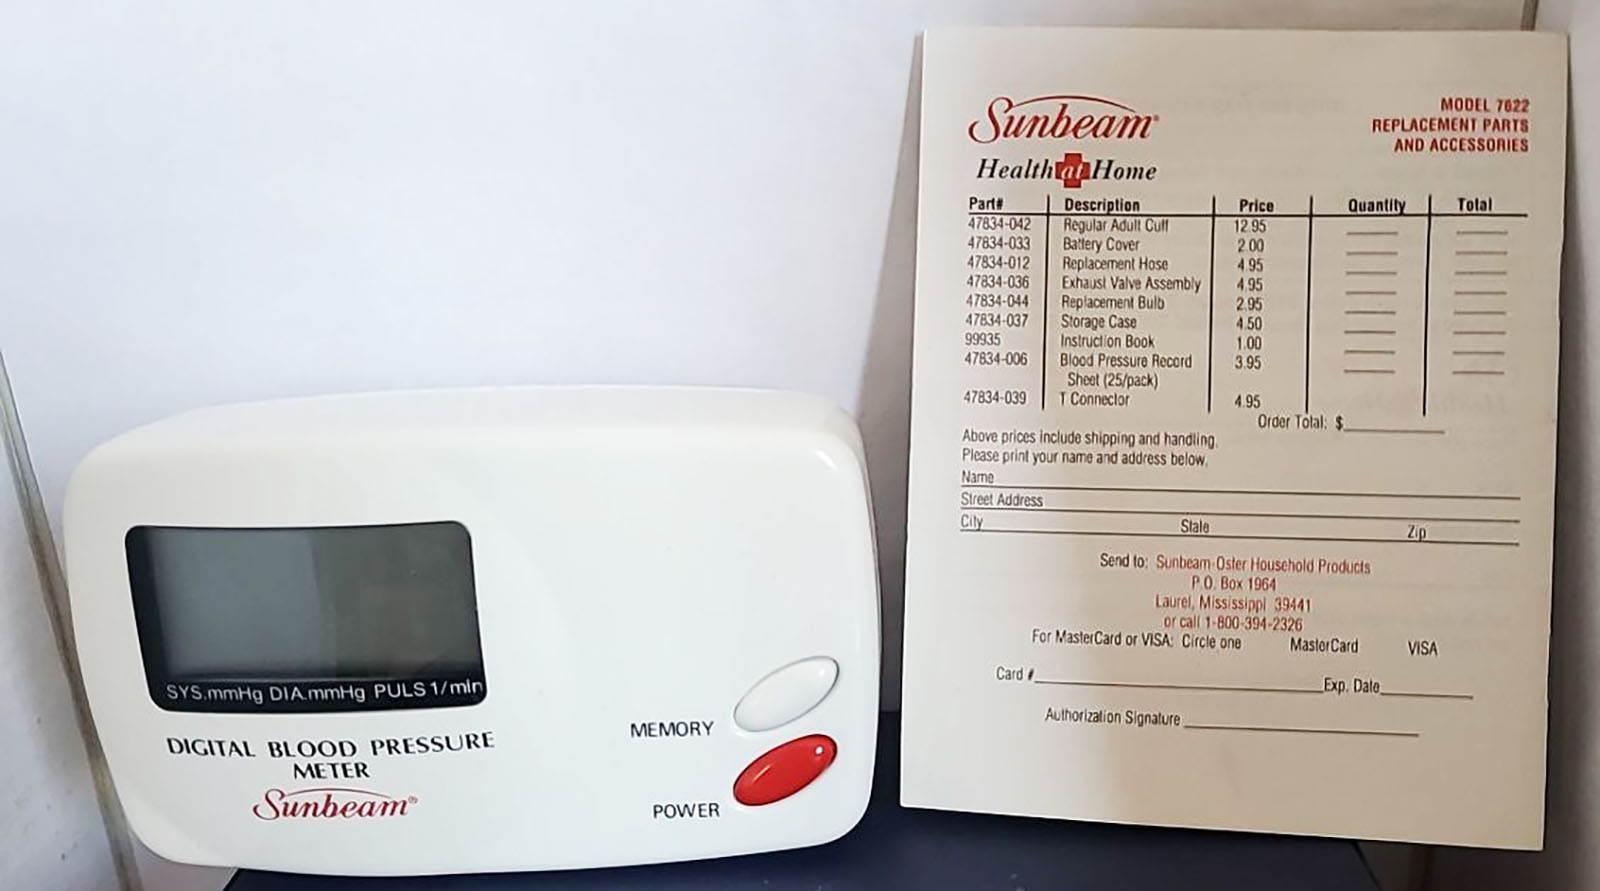 SYS.mmHg DIA.mmHg PULS 1/min
DIGITAL BLOOD PRESSURE
METER
Sunbeam®
MEMORY
POWER
Sunbeam®
Health at Home
MODEL 7622
REPLACEMENT PARTS
AND ACCESSORIES
Part# Description Price Quantity Total
47834-042 Regular Adult Cuff 12.95
47834-033 Battery Cover 2.00
47834-012 Replacement Hose 4.95
47834-036 Exhaust Valve Assembly 4.95
47834-044 Replacement Bulb 2.95
47834-037 Storage Case 4.50
99935 Instruction Book 1.00
47834-006 Blood Pressure Record 3.95
Sheet (25/pack)
47834-039 T Connector 4.95
Order Total: $
Above prices include shipping and handling.
Please print your name and address below.
Name
Street Address
City State Zip
Send to: Sunbeam-Oster Household Products
P.O. Box 1964
Laurel, Mississippi 39441
or call 1-800-394-2326
For MasterCard or VISA: Circle one MasterCard VISA
Card # Exp. Date
Authorization Signature